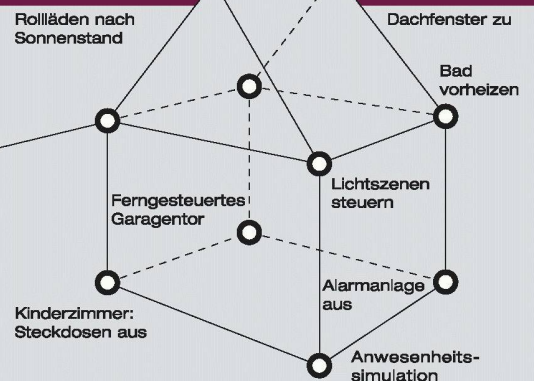 Rollläden nach
Sonnenstand
Dachfenster zu
Bad
vorheizen
Lichtszenen
steuern
Ferngesteuertes
Garagentor
Alarmanlage
aus
Kinderzimmer:
Steckdosen aus
Anwesenheits-
simulation